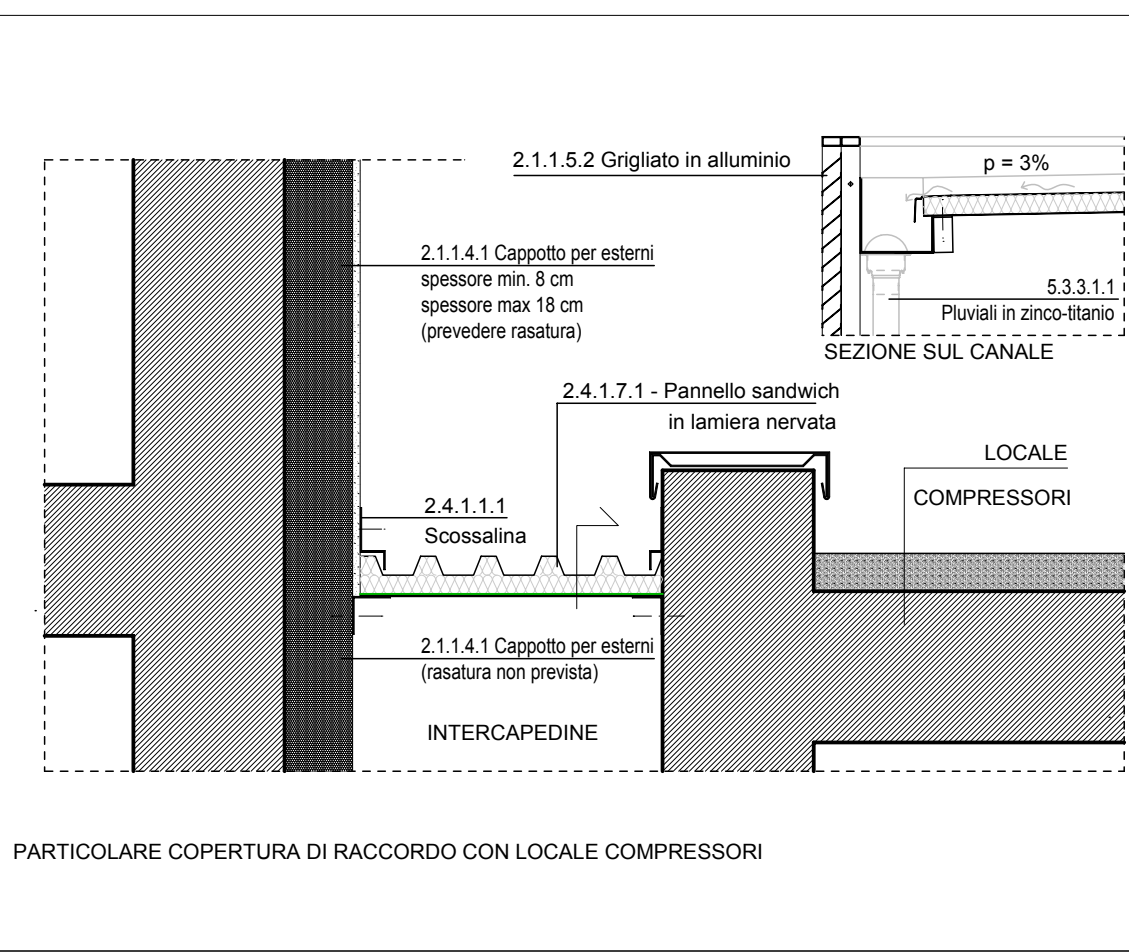 2.1.1.5.2 Grigliato in alluminio
p = 3%
5.3.3.1.1
Pluviali in zinco-titanio
SEZIONE SUL CANALE
2.1.1.4.1 Cappotto per esterni
spessore min. 8 cm
spessore max 18 cm
(prevedere rasatura)
2.4.1.7.1 - Pannello sandwich
in lamiera nervata
LOCALE
COMPRESSORI
2.4.1.1.1
Scossalina
2.1.1.4.1 Cappotto per esterni
(rasatura non prevista)
INTERCAPEDINE
PARTICOLARE COPERTURA DI RACCORDO CON LOCALE COMPRESSORI